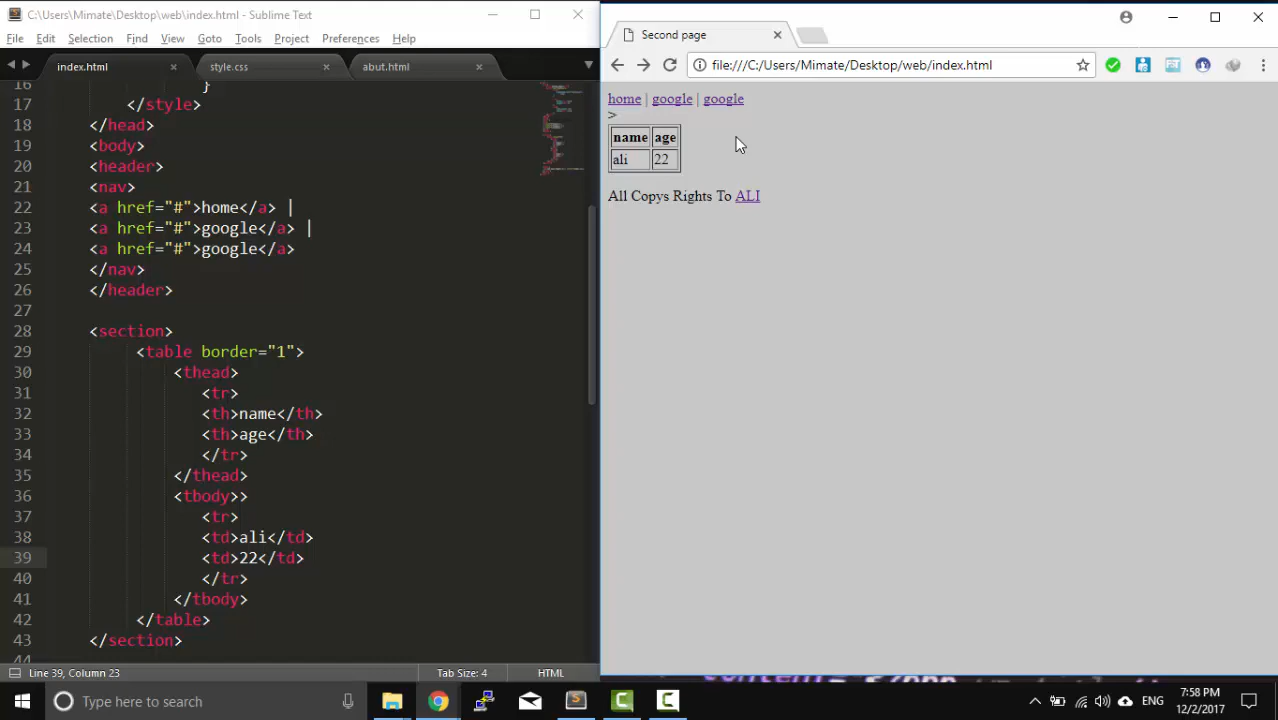 C:\Users\Mimate\Desktop\web\index.html - Sublime Text
File Edit Selection Find View Goto Tools Project Preferences Help
index.html
style.css
abut.html
16 }
17 </style>
18 </head>
19 <body>
20 <header>
21 <nav>
22 <a href="#">home</a> |
23 <a href="#">google</a> |
24 <a href="#">google</a>
25 </nav>
26 </header>
27
28 <section>
29 <table border="1">
30 <thead>
31 <tr>
32 <th>name</th>
33 <th>age</th>
34 </tr>
35 </thead>
36 <tbody>>
37 <tr>
38 <td>ali</td>
39 <td>22</td>
40 </tr>
41 </tbody>
42 </table>
43 </section>
44
Line 39, Column 23
Tab Size: 4
HTML
Second page
file:///C:/Users/Mimate/Desktop/web/index.html
home | google | google
>
name age
ali 22
All Copys Rights To ALI
Type here to search
ENG
7:58 PM
12/2/2017